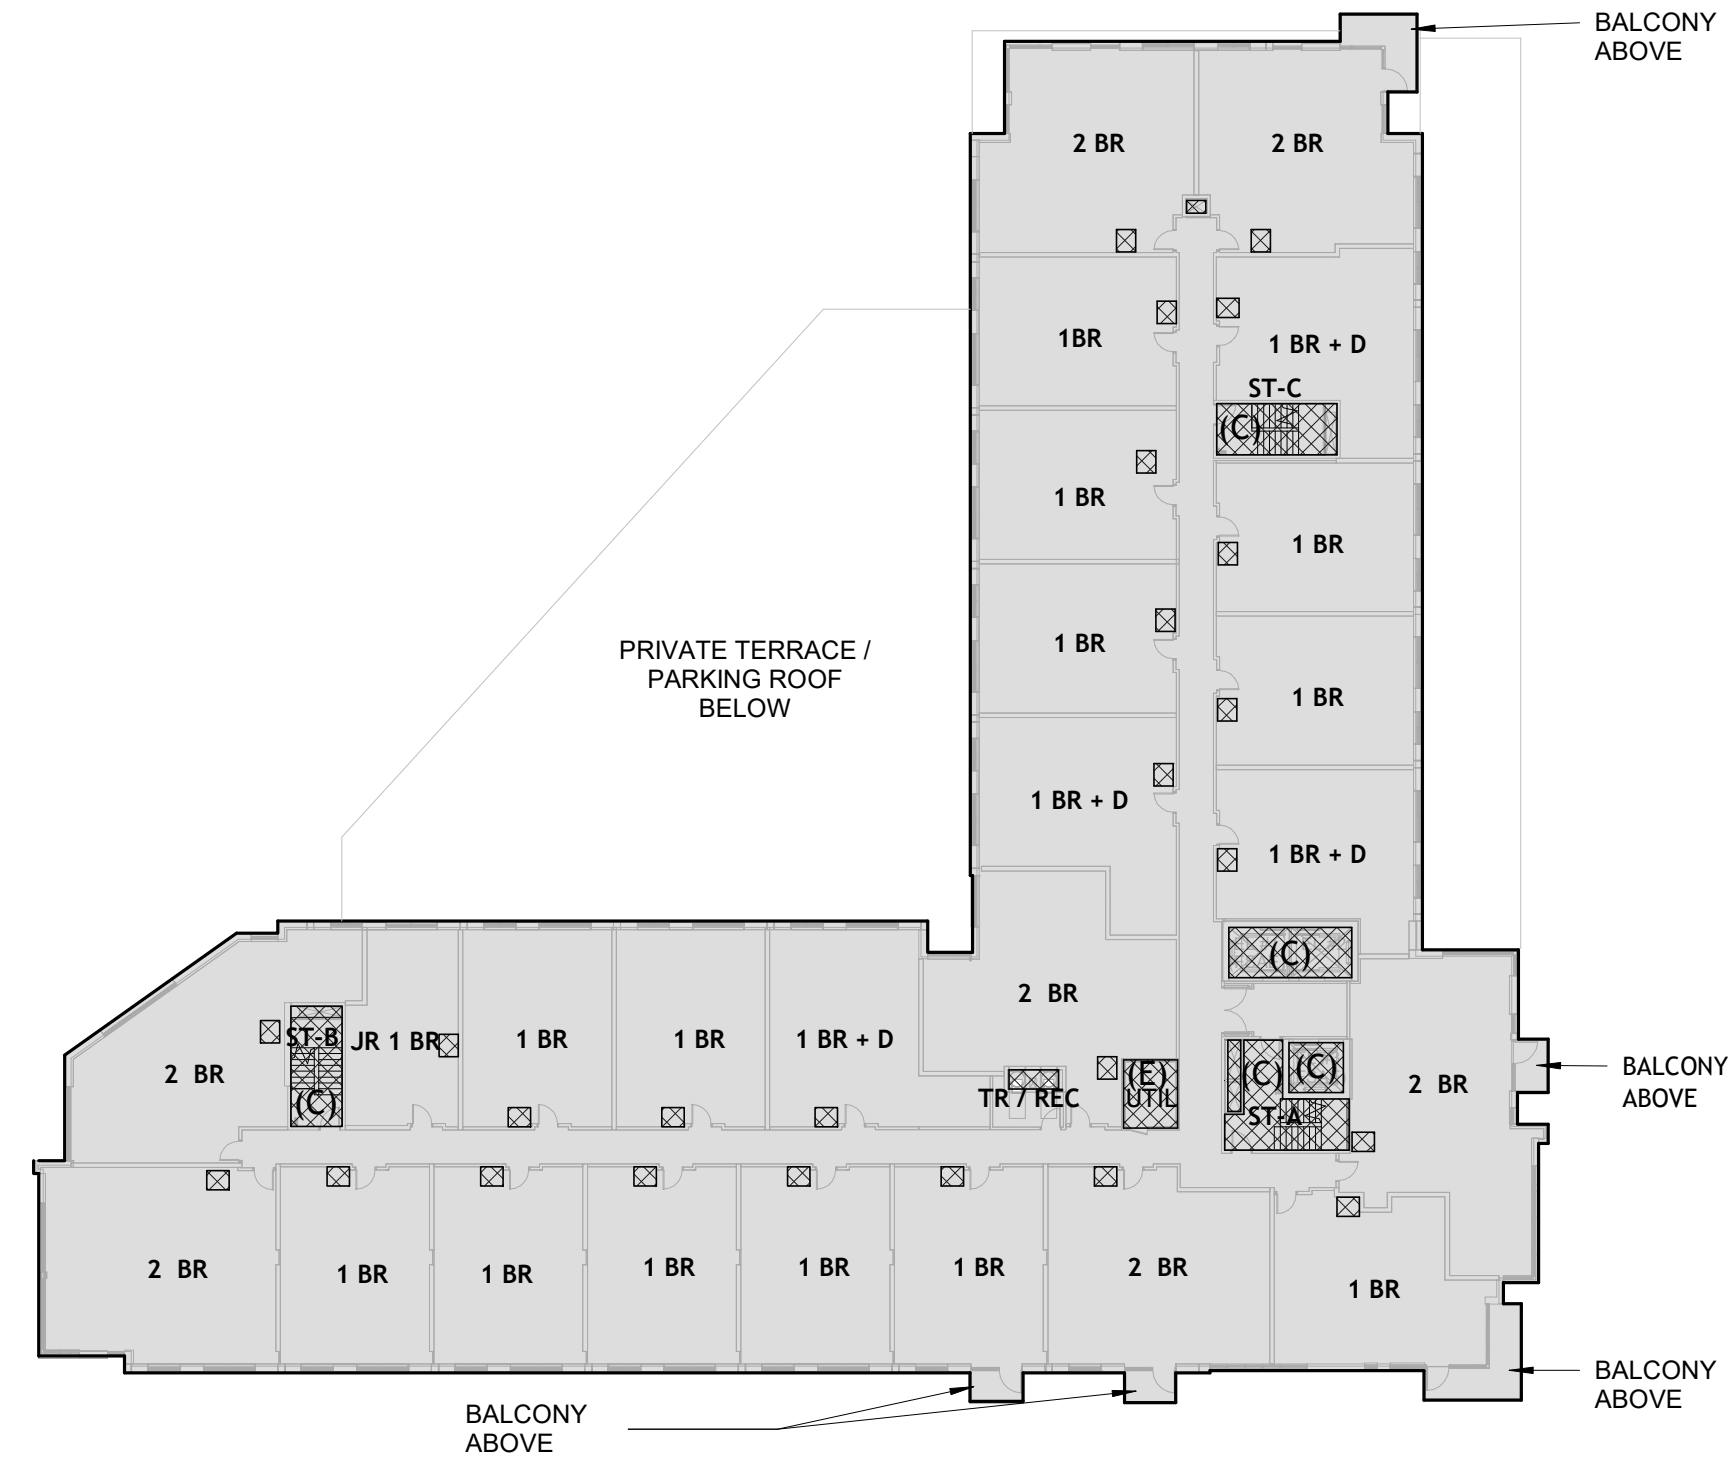 BALCONY
ABOVE
2 BR
2 BR
1BR
1 BR + D
ST-C
(C)
1 BR
1 BR
PRIVATE TERRACE /
PARKING ROOF
BELOW
1 BR
1 BR
1 BR + D
1 BR + D
(C)
2 BR
ST-B
(C)
JR 1 BR
1 BR
1 BR
1 BR + D
2 BR
TR / REC
(E)
UTIL
(C)
(C)
ST-A
2 BR
BALCONY
ABOVE
2 BR
1 BR
1 BR
1 BR
1 BR
1 BR
2 BR
1 BR
BALCONY
ABOVE
BALCONY
ABOVE